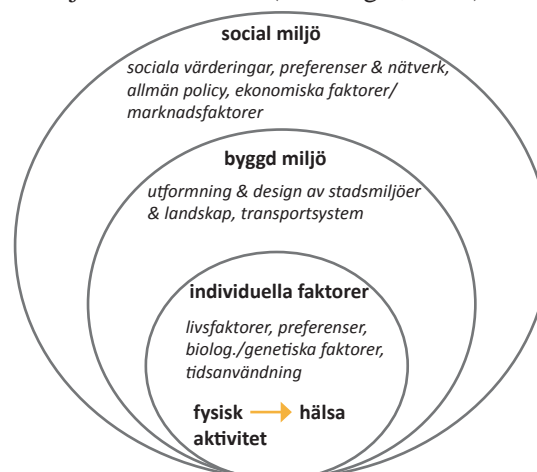 social miljö
sociala värderingar, preferenser & nätverk,
allmän policy, ekonomiska faktorer/
marknadsfaktorer
byggd miljö
utformning & design av stadsmiljöer
& landskap, transportsystem
individuella faktorer
livsfaktorer, preferenser,
biolog./genetiska faktorer,
tidsanvändning
fysisk hälsa
aktivitet